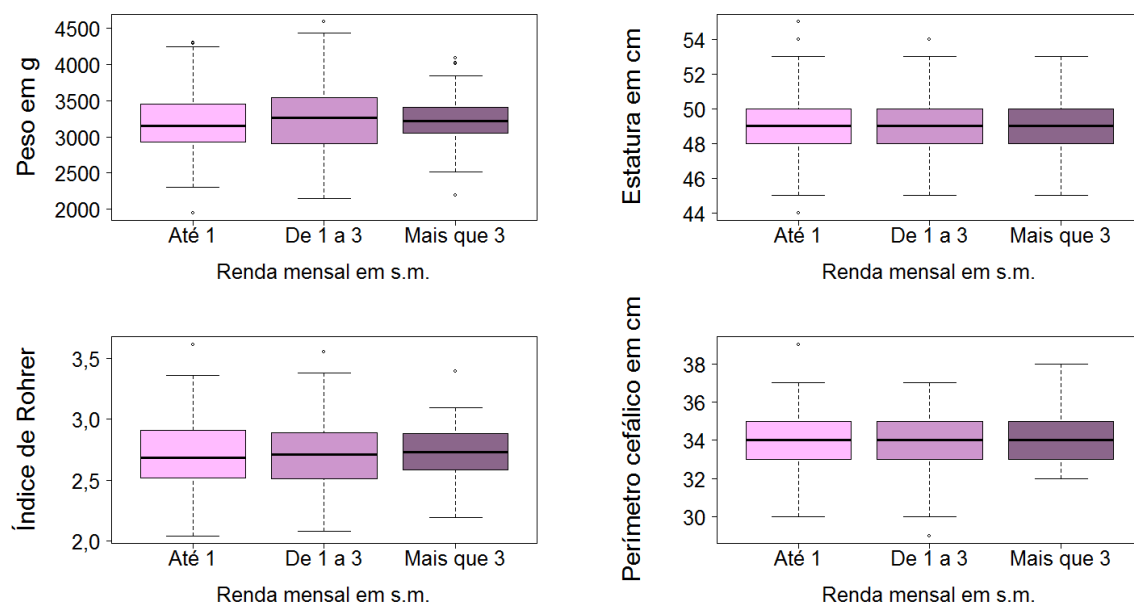 Peso em g
4500
4000
3500
3000
2500
2000
Até 1
De 1 a 3
Mais que 3
Renda mensal em s.m.
Estatura em cm
54
52
50
48
46
44
Até 1
De 1 a 3
Mais que 3
Renda mensal em s.m.
Índice de Rohrer
3,5
3,0
2,5
2,0
Até 1
De 1 a 3
Mais que 3
Renda mensal em s.m.
Perímetro cefálico em cm
38
36
34
32
30
Até 1
De 1 a 3
Mais que 3
Renda mensal em s.m.